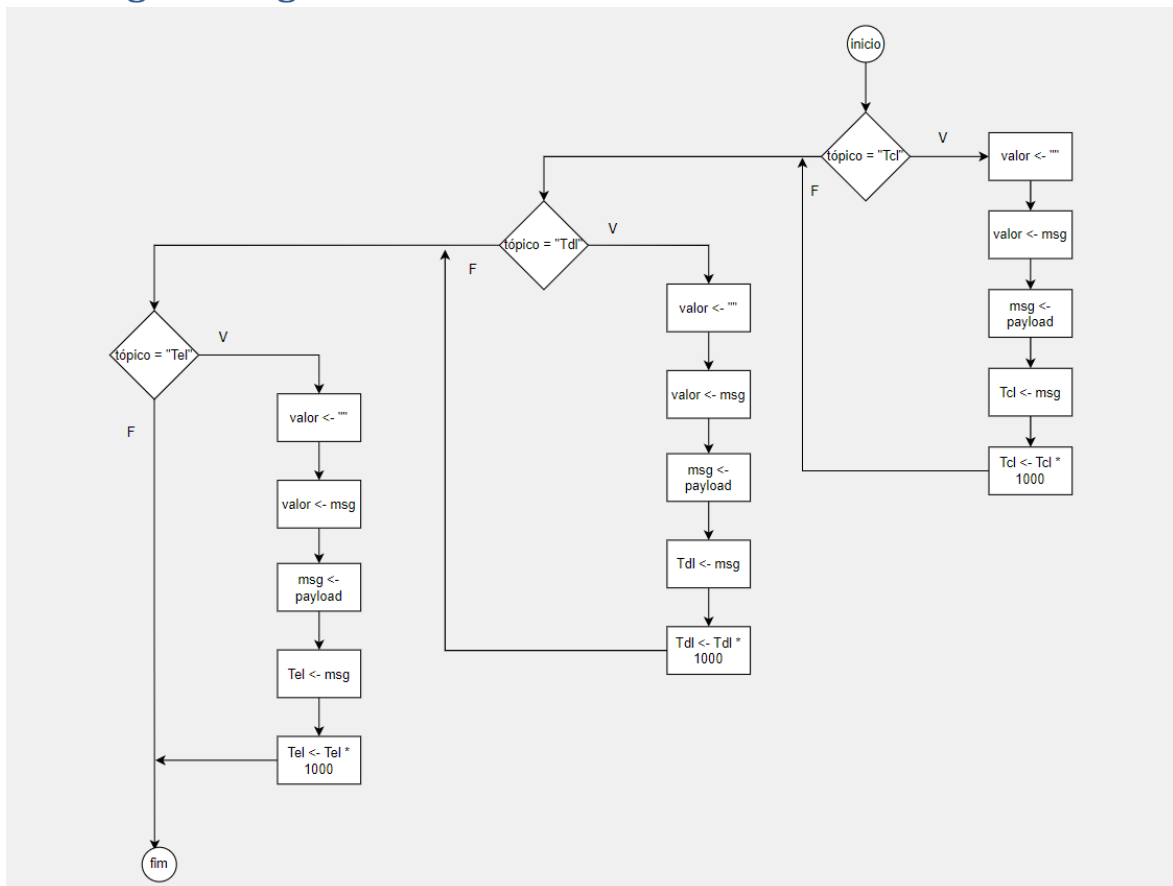 inicio
tópico = "Tcl"
V
F
valor <- ""
valor <- msg
msg <-
payload
Tcl <- msg
Tcl <- Tcl *
1000
tópico = "Tdl"
V
F
valor <- ""
valor <- msg
msg <-
payload
Tdl <- msg
Tdl <- Tdl *
1000
tópico = "Tel"
V
F
valor <- ""
valor <- msg
msg <-
payload
Tel <- msg
Tel <- Tel *
1000
fim